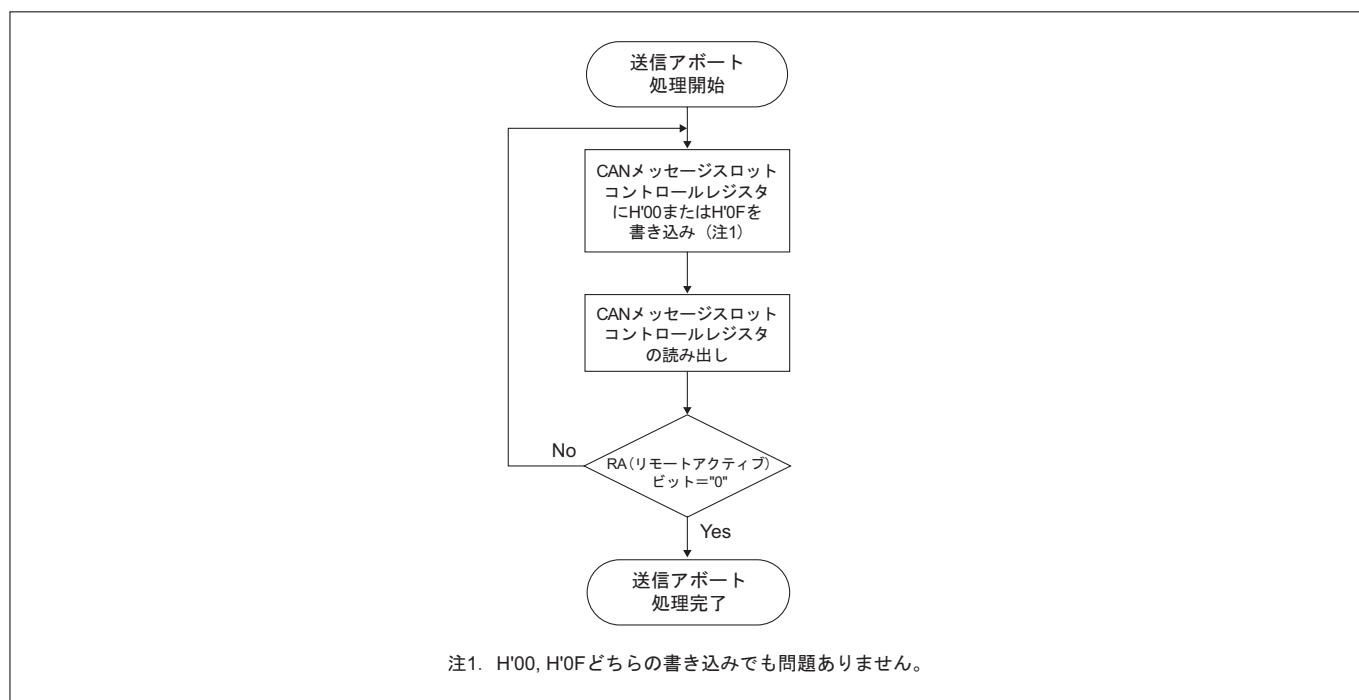 送信アボート
処理開始
CANメッセージスロット
コントロールレジスタ
にH'00またはH'0Fを
書き込み（注1）
CANメッセージスロット
コントロールレジスタ
の読み出し
No
RA(リモートアクティブ)
ビット＝"0"
Yes
送信アボート
処理完了
注1. H'00, H'0Fどちらの書き込みでも問題ありません。